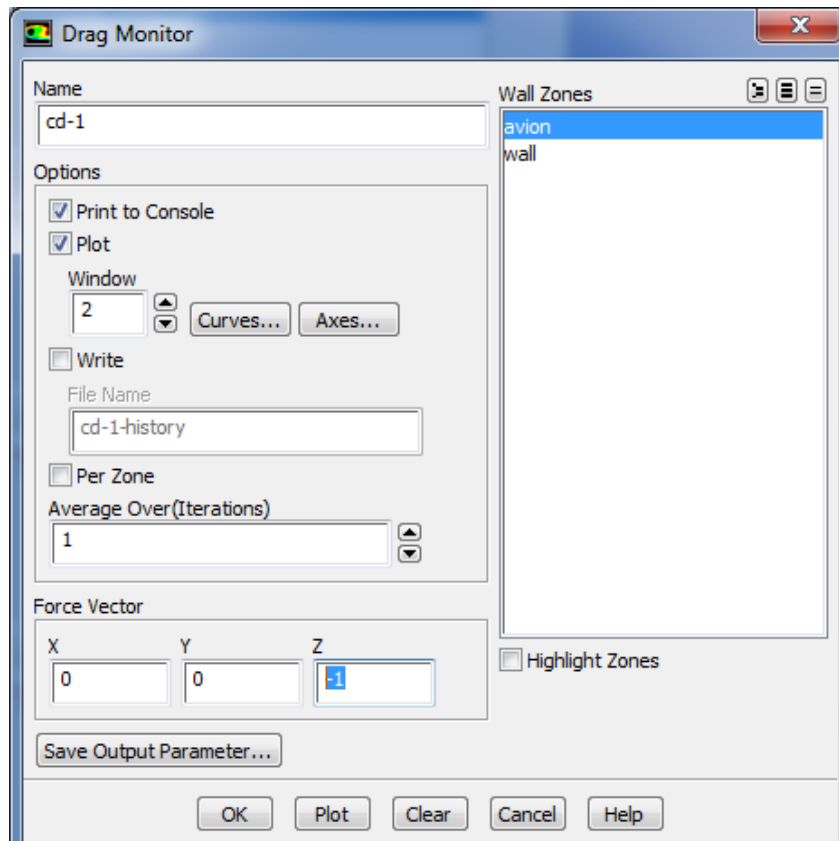 Drag Monitor
Name
cd-1
Options
Print to Console
Plot
Window
2
Curves... Axes...
Write
File Name
cd-1-history
Per Zone
Average Over(Iterations)
1
Force Vector
X Y Z
0 0 -1
Save Output Parameter...
Wall Zones
avion
wall
Highlight Zones
OK Plot Clear Cancel Help